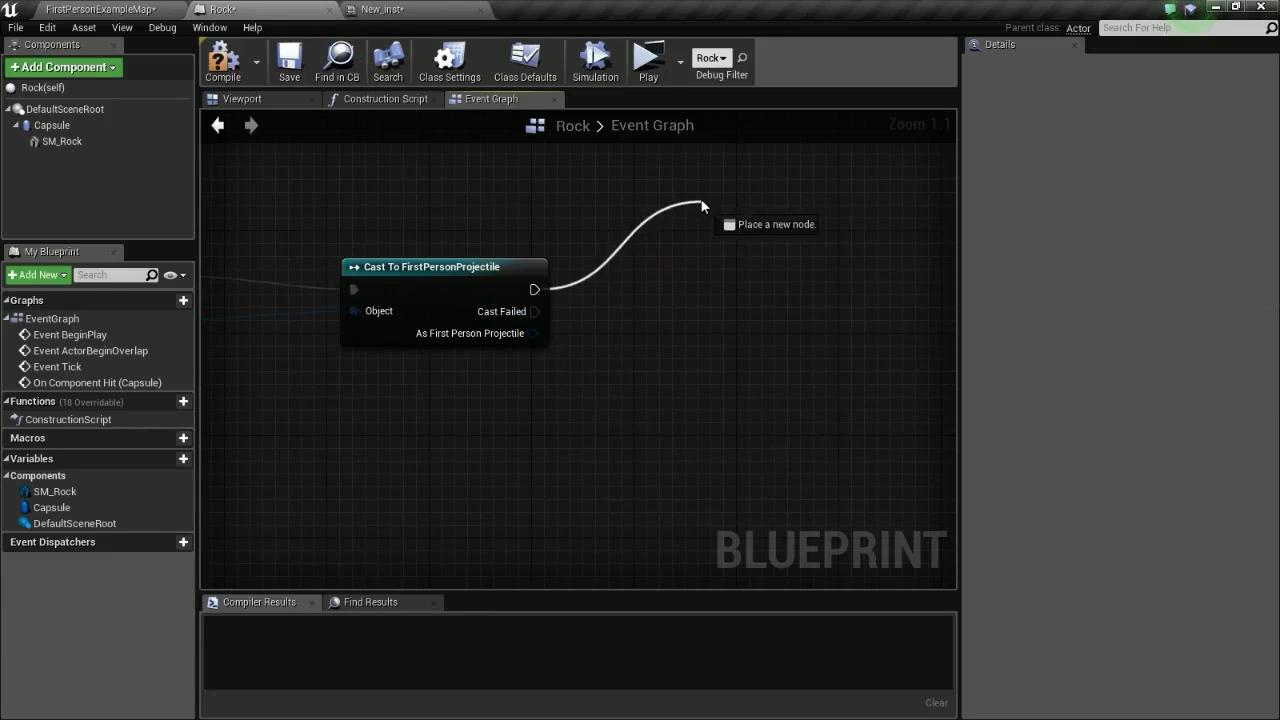 FirstPersonExampleMap*
Rock*
New_inst*
File Edit Asset View Debug Window Help
Parent class: Actor
Search For Help
Components
+ Add Component
Rock(self)
DefaultSceneRoot
Capsule
SM_Rock
Compile
Save
Find in CB
Search
Class Settings
Class Defaults
Simulation
Play
Rock
Debug Filter
Details
Viewport
Construction Script
Event Graph
Rock > Event Graph
Zoom 1:1
Place a new node.
Cast To FirstPersonProjectile
Object
Cast Failed
As First Person Projectile
BLUEPRINT
My Blueprint
+ Add New
Search
Graphs
EventGraph
Event BeginPlay
Event ActorBeginOverlap
Event Tick
On Component Hit (Capsule)
Functions (18 Overridable)
ConstructionScript
Macros
Variables
Components
SM_Rock
Capsule
DefaultSceneRoot
Event Dispatchers
Compiler Results
Find Results
Clear